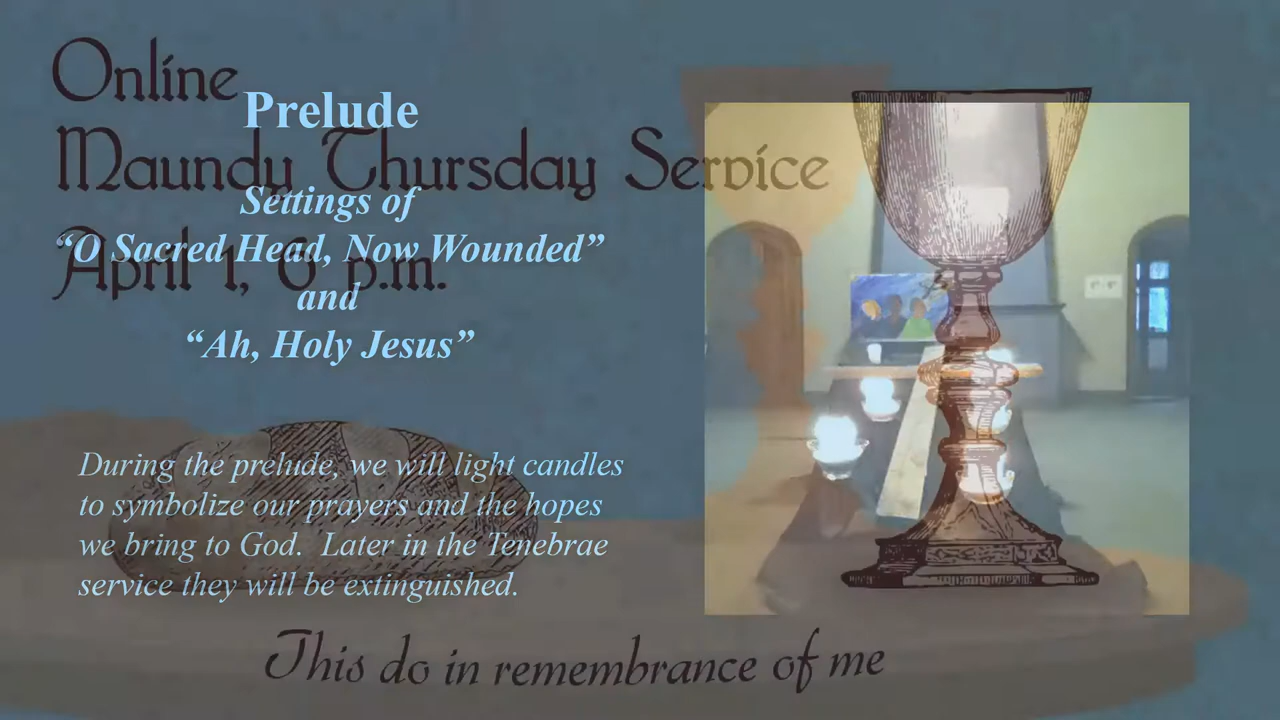 Online
Maundy Thursday Service
April 1, 6 p.m.
Prelude
Settings of
“O Sacred Head, Now Wounded”
and
“Ah, Holy Jesus”
During the prelude, we will light candles
to symbolize our prayers and the hopes
we bring to God.  Later in the Tenebrae
service they will be extinguished.
This do in remembrance of me